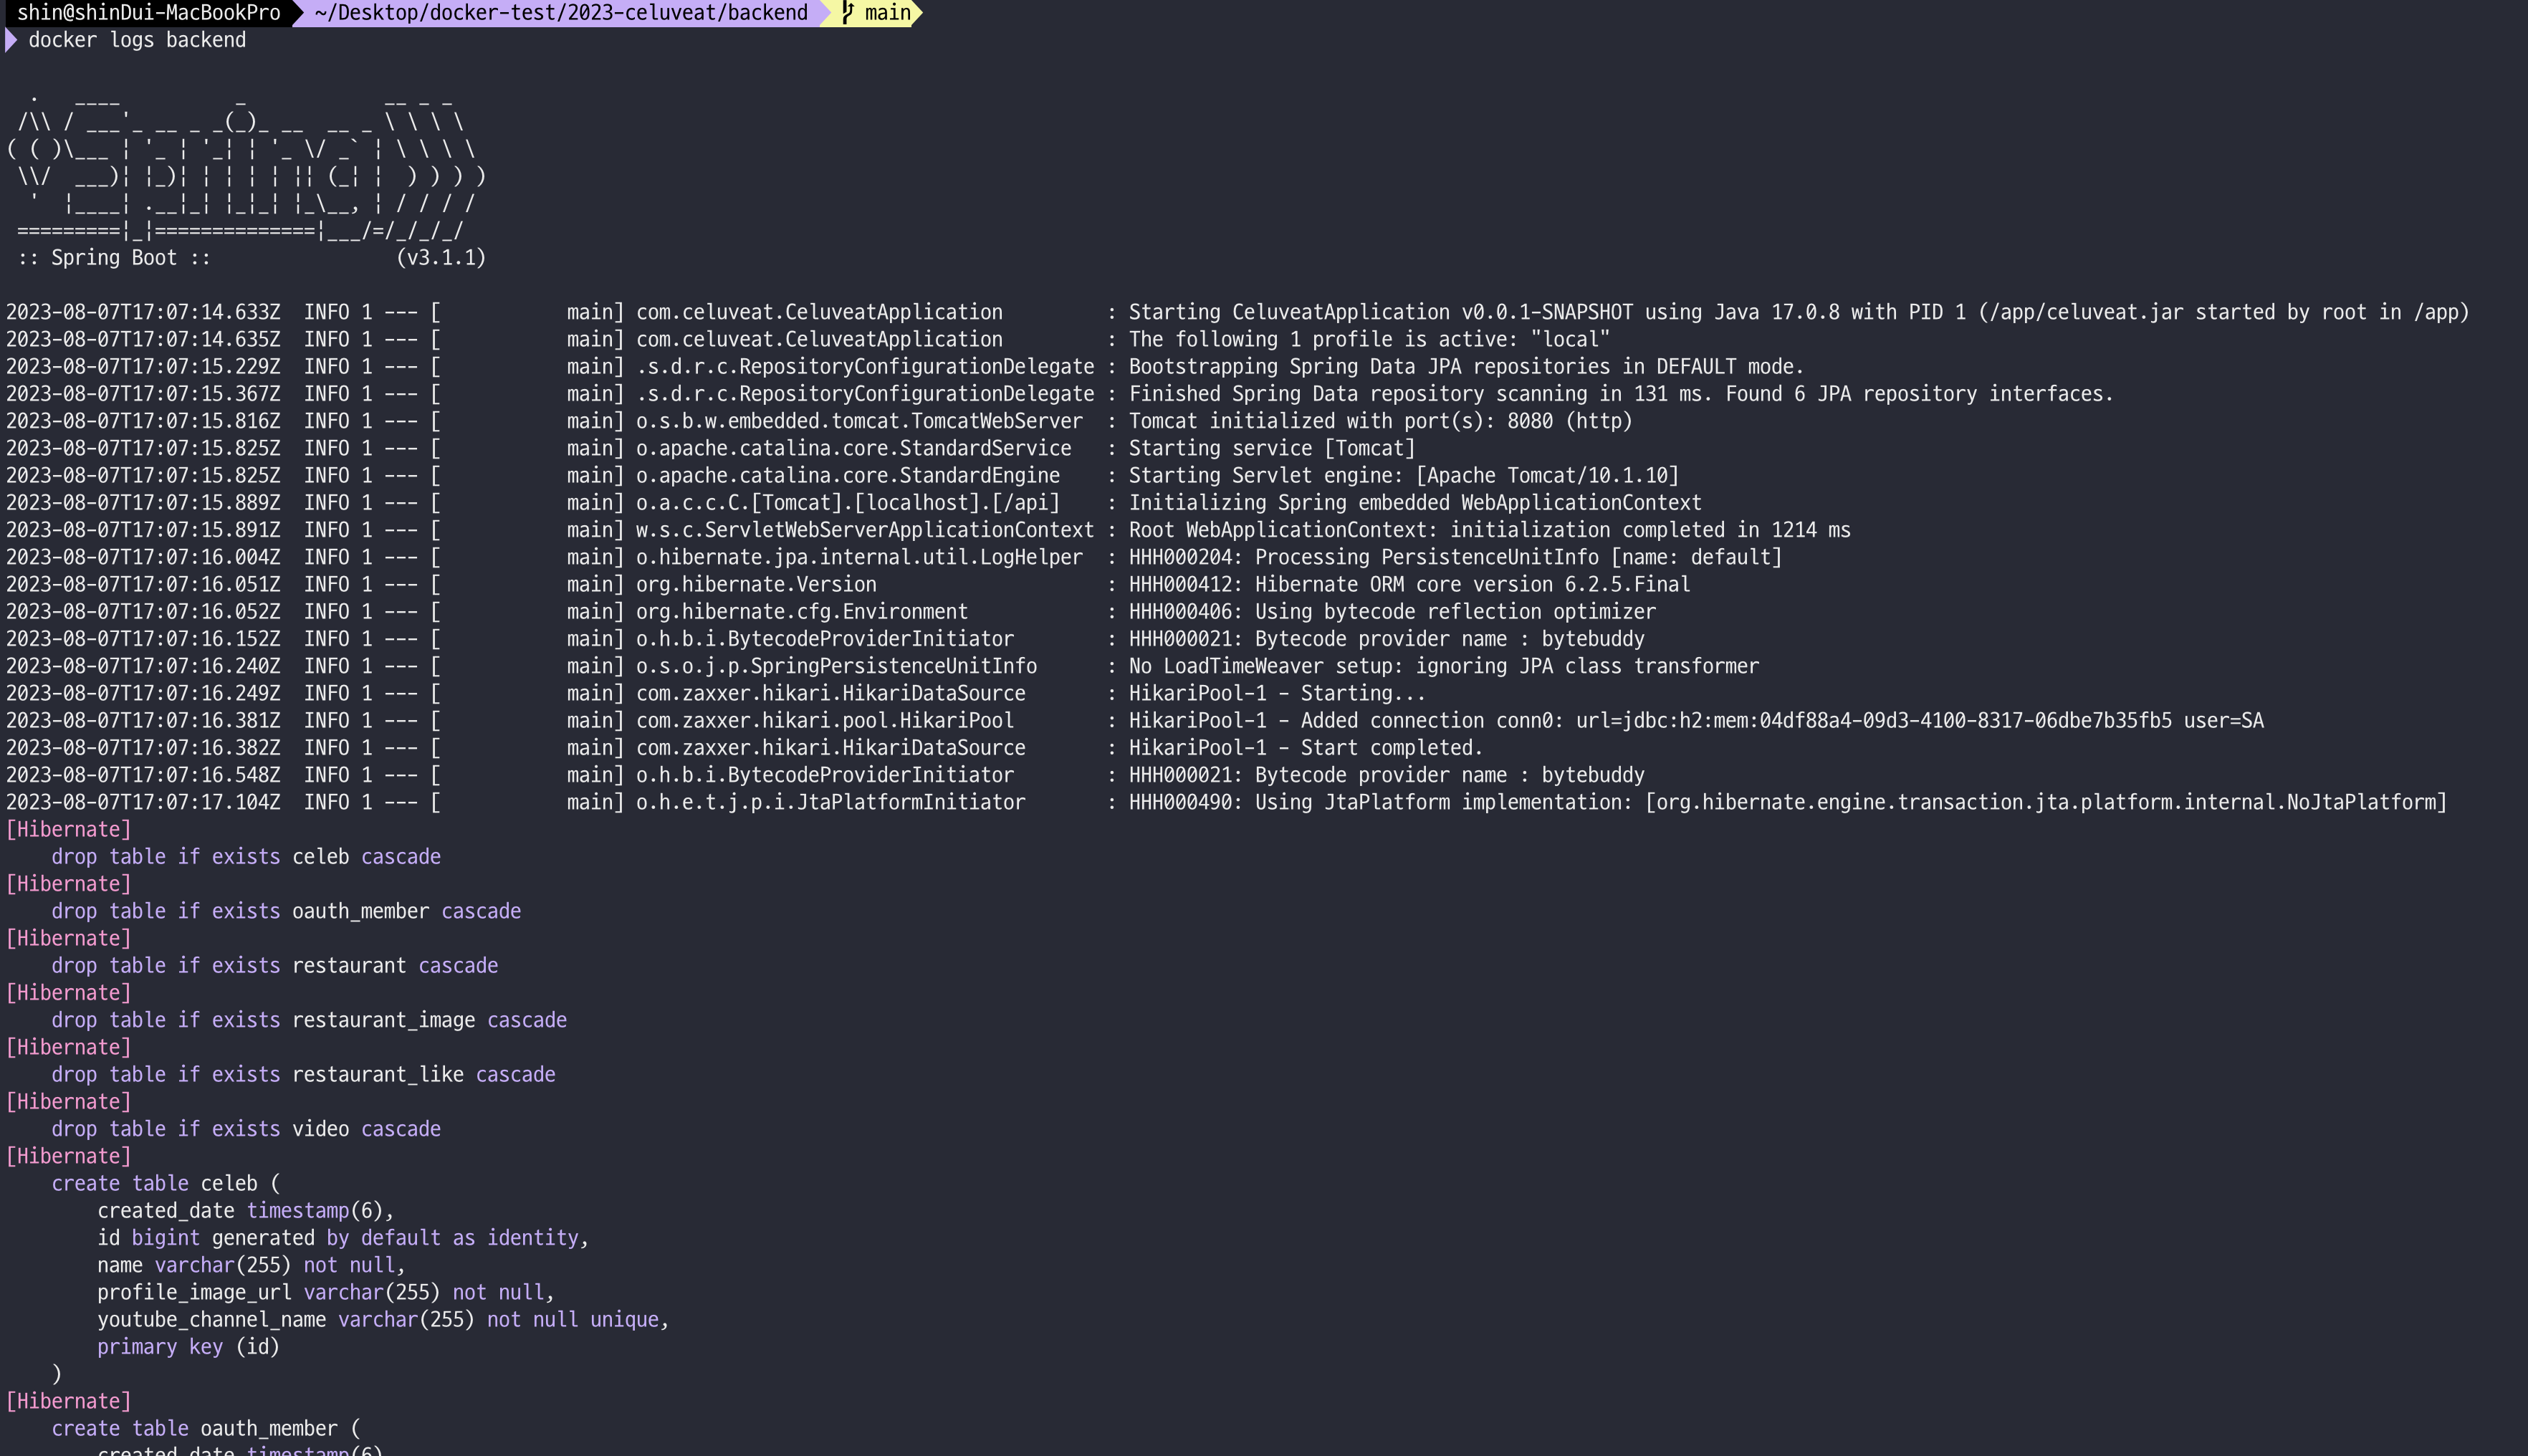 shin@shinDui-MacBookPro ~/Desktop/docker-test/2023-celuveat/backend main
docker logs backend
  .   ____          _            __ _ _
 /\\ / ___'_ __ _ _(_)_ __  __ _ \ \ \ \
( ( )\___ | '_ | '_| | '_ \/ _` | \ \ \ \
 \\/  ___)| |_)| | | | | || (_| |  ) ) ) )
  '  |____| .__|_| |_|_| |_\__, | / / / /
 =========|_|==============|___/=/_/_/_/
 :: Spring Boot ::                (v3.1.1)
2023-08-07T17:07:14.633Z  INFO 1 --- [           main] com.celuveat.CeluveatApplication         : Starting CeluveatApplication v0.0.1-SNAPSHOT using Java 17.0.8 with PID 1 (/app/celuveat.jar started by root in /app)
2023-08-07T17:07:14.635Z  INFO 1 --- [           main] com.celuveat.CeluveatApplication         : The following 1 profile is active: "local"
2023-08-07T17:07:15.229Z  INFO 1 --- [           main] .s.d.r.c.RepositoryConfigurationDelegate : Bootstrapping Spring Data JPA repositories in DEFAULT mode.
2023-08-07T17:07:15.367Z  INFO 1 --- [           main] .s.d.r.c.RepositoryConfigurationDelegate : Finished Spring Data repository scanning in 131 ms. Found 6 JPA repository interfaces.
2023-08-07T17:07:15.816Z  INFO 1 --- [           main] o.s.b.w.embedded.tomcat.TomcatWebServer  : Tomcat initialized with port(s): 8080 (http)
2023-08-07T17:07:15.825Z  INFO 1 --- [           main] o.apache.catalina.core.StandardService   : Starting service [Tomcat]
2023-08-07T17:07:15.825Z  INFO 1 --- [           main] o.apache.catalina.core.StandardEngine    : Starting Servlet engine: [Apache Tomcat/10.1.10]
2023-08-07T17:07:15.889Z  INFO 1 --- [           main] o.a.c.c.C.[Tomcat].[localhost].[/api]    : Initializing Spring embedded WebApplicationContext
2023-08-07T17:07:15.891Z  INFO 1 --- [           main] w.s.c.ServletWebServerApplicationContext : Root WebApplicationContext: initialization completed in 1214 ms
2023-08-07T17:07:16.004Z  INFO 1 --- [           main] o.hibernate.jpa.internal.util.LogHelper  : HHH000204: Processing PersistenceUnitInfo [name: default]
2023-08-07T17:07:16.051Z  INFO 1 --- [           main] org.hibernate.Version                    : HHH000412: Hibernate ORM core version 6.2.5.Final
2023-08-07T17:07:16.052Z  INFO 1 --- [           main] org.hibernate.cfg.Environment            : HHH000406: Using bytecode reflection optimizer
2023-08-07T17:07:16.152Z  INFO 1 --- [           main] o.h.b.i.BytecodeProviderInitiator        : HHH000021: Bytecode provider name : bytebuddy
2023-08-07T17:07:16.240Z  INFO 1 --- [           main] o.s.o.j.p.SpringPersistenceUnitInfo      : No LoadTimeWeaver setup: ignoring JPA class transformer
2023-08-07T17:07:16.249Z  INFO 1 --- [           main] com.zaxxer.hikari.HikariDataSource       : HikariPool-1 - Starting...
2023-08-07T17:07:16.381Z  INFO 1 --- [           main] com.zaxxer.hikari.pool.HikariPool        : HikariPool-1 - Added connection conn0: url=jdbc:h2:mem:04df88a4-09d3-4100-8317-06dbe7b35fb5 user=SA
2023-08-07T17:07:16.382Z  INFO 1 --- [           main] com.zaxxer.hikari.HikariDataSource       : HikariPool-1 - Start completed.
2023-08-07T17:07:16.548Z  INFO 1 --- [           main] o.h.b.i.BytecodeProviderInitiator        : HHH000021: Bytecode provider name : bytebuddy
2023-08-07T17:07:17.104Z  INFO 1 --- [           main] o.h.e.t.j.p.i.JtaPlatformInitiator       : HHH000490: Using JtaPlatform implementation: [org.hibernate.engine.transaction.jta.platform.internal.NoJtaPlatform]
[Hibernate]
    drop table if exists celeb cascade
[Hibernate]
    drop table if exists oauth_member cascade
[Hibernate]
    drop table if exists restaurant cascade
[Hibernate]
    drop table if exists restaurant_image cascade
[Hibernate]
    drop table if exists restaurant_like cascade
[Hibernate]
    drop table if exists video cascade
[Hibernate]
    create table celeb (
        created_date timestamp(6),
        id bigint generated by default as identity,
        name varchar(255) not null,
        profile_image_url varchar(255) not null,
        youtube_channel_name varchar(255) not null unique,
        primary key (id)
    )
[Hibernate]
    create table oauth_member (
        created_date timestamp(6)